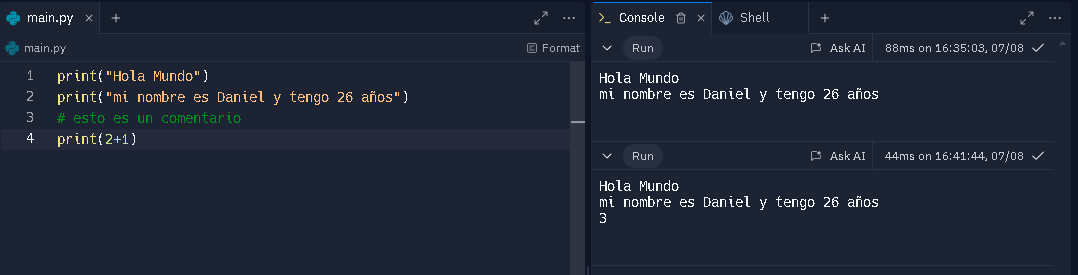 main.py
main.py
Format
1 print("Hola Mundo")
2 print("mi nombre es Daniel y tengo 26 años")
3 # esto es un comentario
4 print(2+1)
Console
Shell
Run
Ask AI
88ms on 16:35:03, 07/08
Hola Mundo
mi nombre es Daniel y tengo 26 años
Run
Ask AI
44ms on 16:41:44, 07/08
Hola Mundo
mi nombre es Daniel y tengo 26 años
3